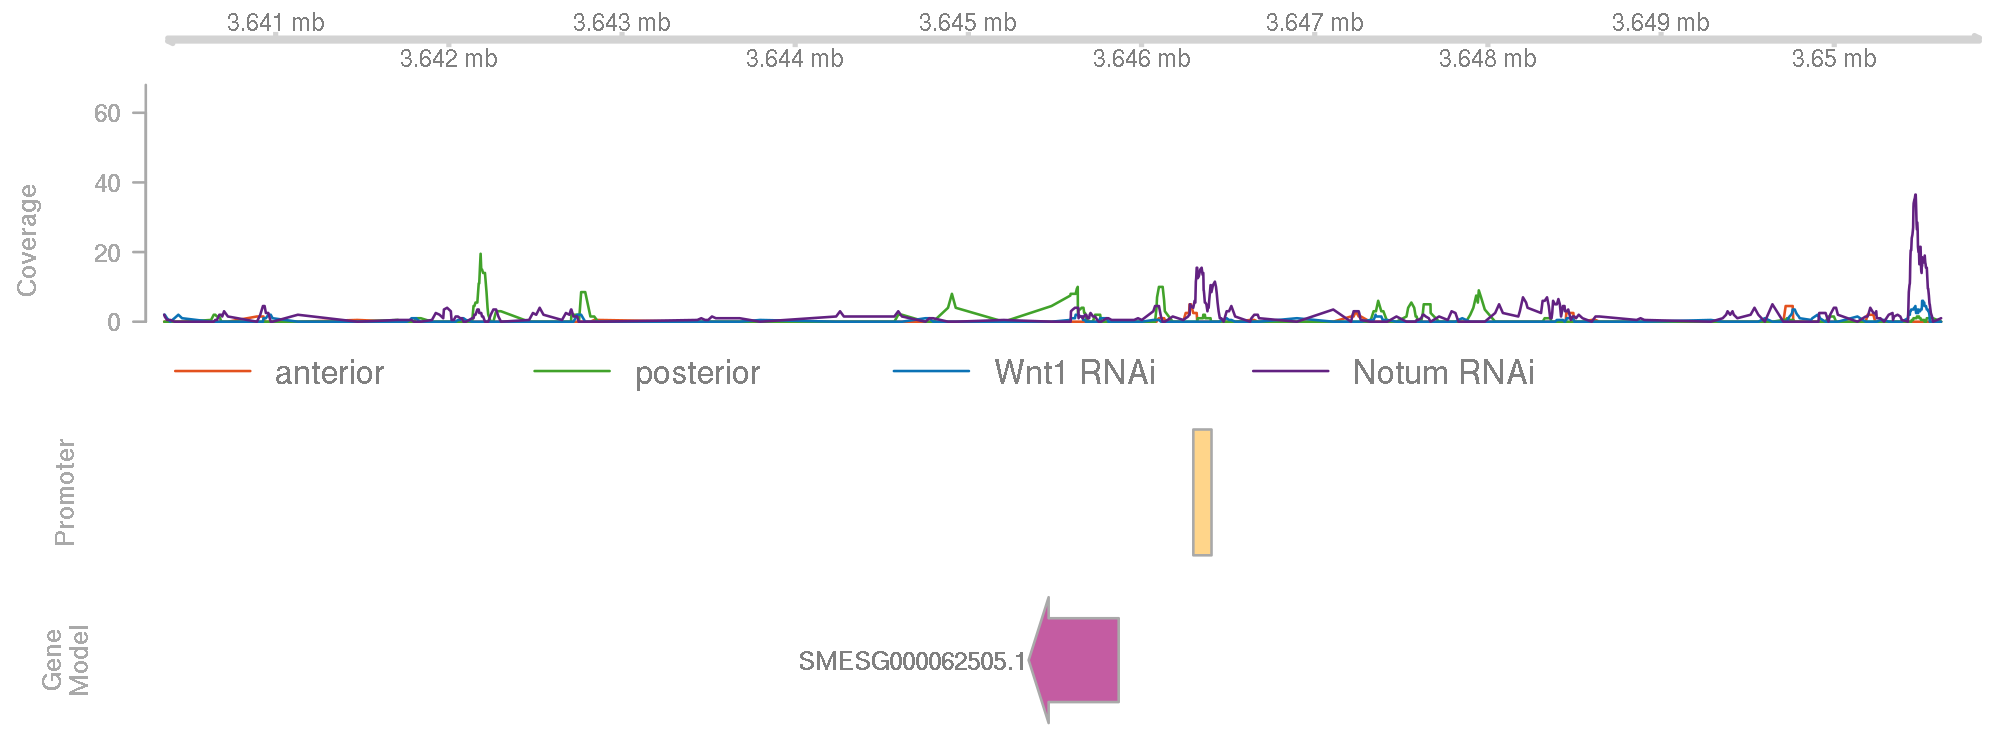 3.641 mb 3.643 mb 3.645 mb 3.647 mb 3.649 mb
3.642 mb 3.644 mb 3.646 mb 3.648 mb 3.65 mb
Coverage
60
40
20
0
anterior posterior Wnt1 RNAi Notum RNAi
Promoter
Gene
Model
SMESG000062505.1